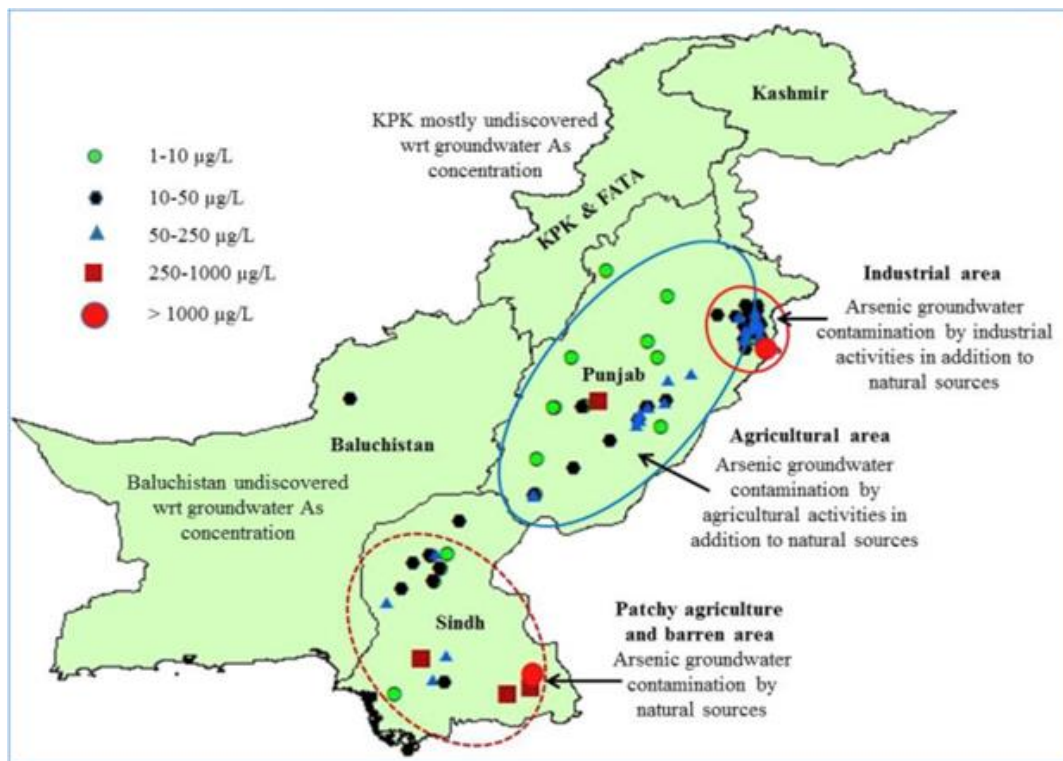 Kashmir
KPK mostly undiscovered
wrt groundwater As
concentration
1-10 µg/L
10-50 µg/L
50-250 µg/L
250-1000 µg/L
> 1000 µg/L
KPK & FATA
Industrial area
Arsenic groundwater
contamination by industrial
activities in addition to
natural sources
Punjab
Baluchistan
Baluchistan undiscovered
wrt groundwater As
concentration
Agricultural area
Arsenic groundwater
contamination by
agricultural activities in
addition to natural sources
Sindh
Patchy agriculture
and barren area
Arsenic groundwater
contamination by
natural sources